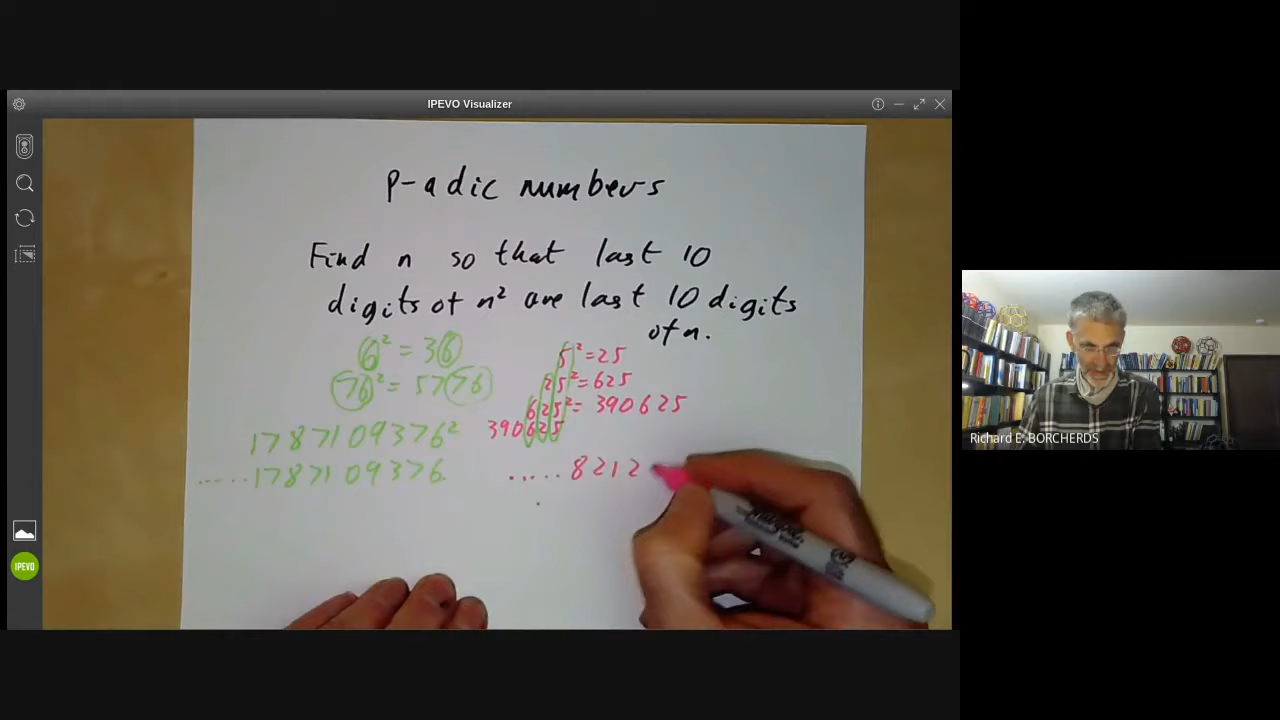 IPEVO Visualizer
p-adic numbers
Find n so that last 10
digits of n² are last 10 digits
of n.
6² = 36
76² = 5776
1787109376²
.....1787109376.
5² = 25
25² = 625
625² = 390625
390625
.....8212
Richard E. BORCHERDS
IPEVO